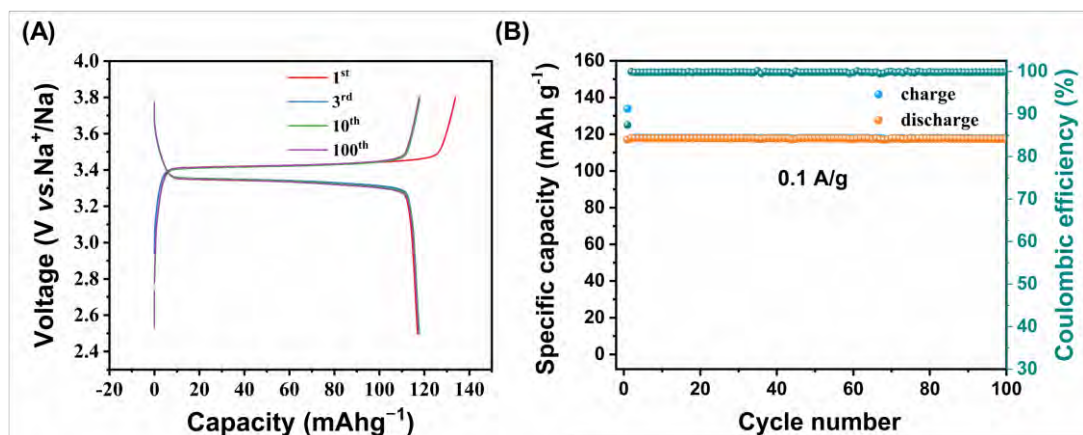 (A)
Voltage (V vs.Na⁺/Na)
4.0
3.8
3.6
3.4
3.2
3.0
2.8
2.6
2.4
1ˢᵗ
3ʳᵈ
10ᵗʰ
100ᵗʰ
-20 0 20 40 60 80 100 120 140
Capacity (mAhg⁻¹)
(B)
Specific capacity (mAh g⁻¹)
160
140
120
100
80
60
40
20
0
charge
discharge
0.1 A/g
0 20 40 60 80 100
Cycle number
100
90
80
70
60
50
40
30
Coulombic efficiency (%)